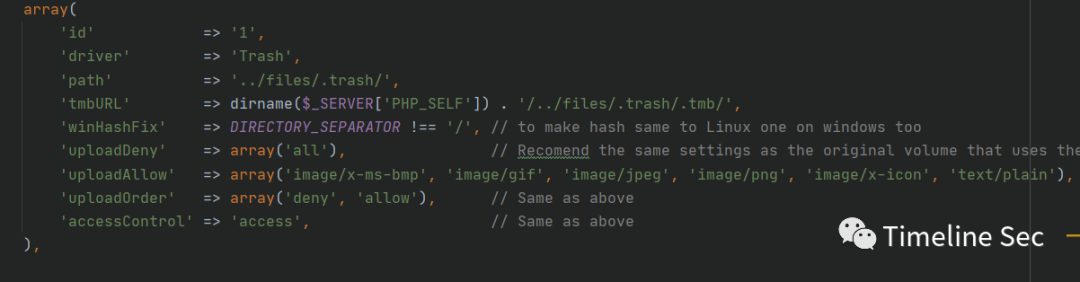 array(
    'id'            => '1',
    'driver'        => 'Trash',
    'path'          => '../files/.trash/',
    'tmbURL'        => dirname($_SERVER['PHP_SELF']) . '/../files/.trash/.tmb/',
    'winHashFix'    => DIRECTORY_SEPARATOR !== '/', // to make hash same to Linux one on windows too
    'uploadDeny'    => array('all'),                // Recomend the same settings as the original volume that uses the
    'uploadAllow'   => array('image/x-ms-bmp', 'image/gif', 'image/jpeg', 'image/png', 'image/x-icon', 'text/plain'),
    'uploadOrder'   => array('deny', 'allow'),      // Same as above
    'accessControl' => 'access',                    // Same as above
),
Timeline Sec